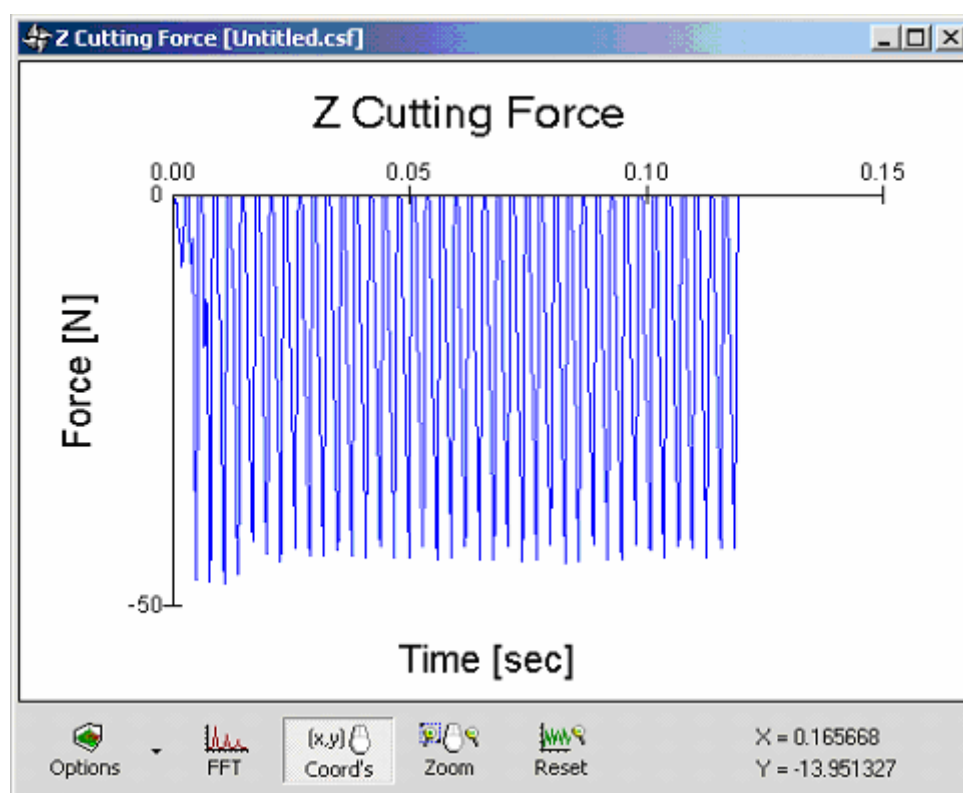 Z Cutting Force [Untitled.csf]
Z Cutting Force
0.00 0.05 0.10 0.15
0
Force [N]
-50
Time [sec]
Options FFT (x,y) Coord's Zoom Reset
X = 0.165668
Y = -13.951327